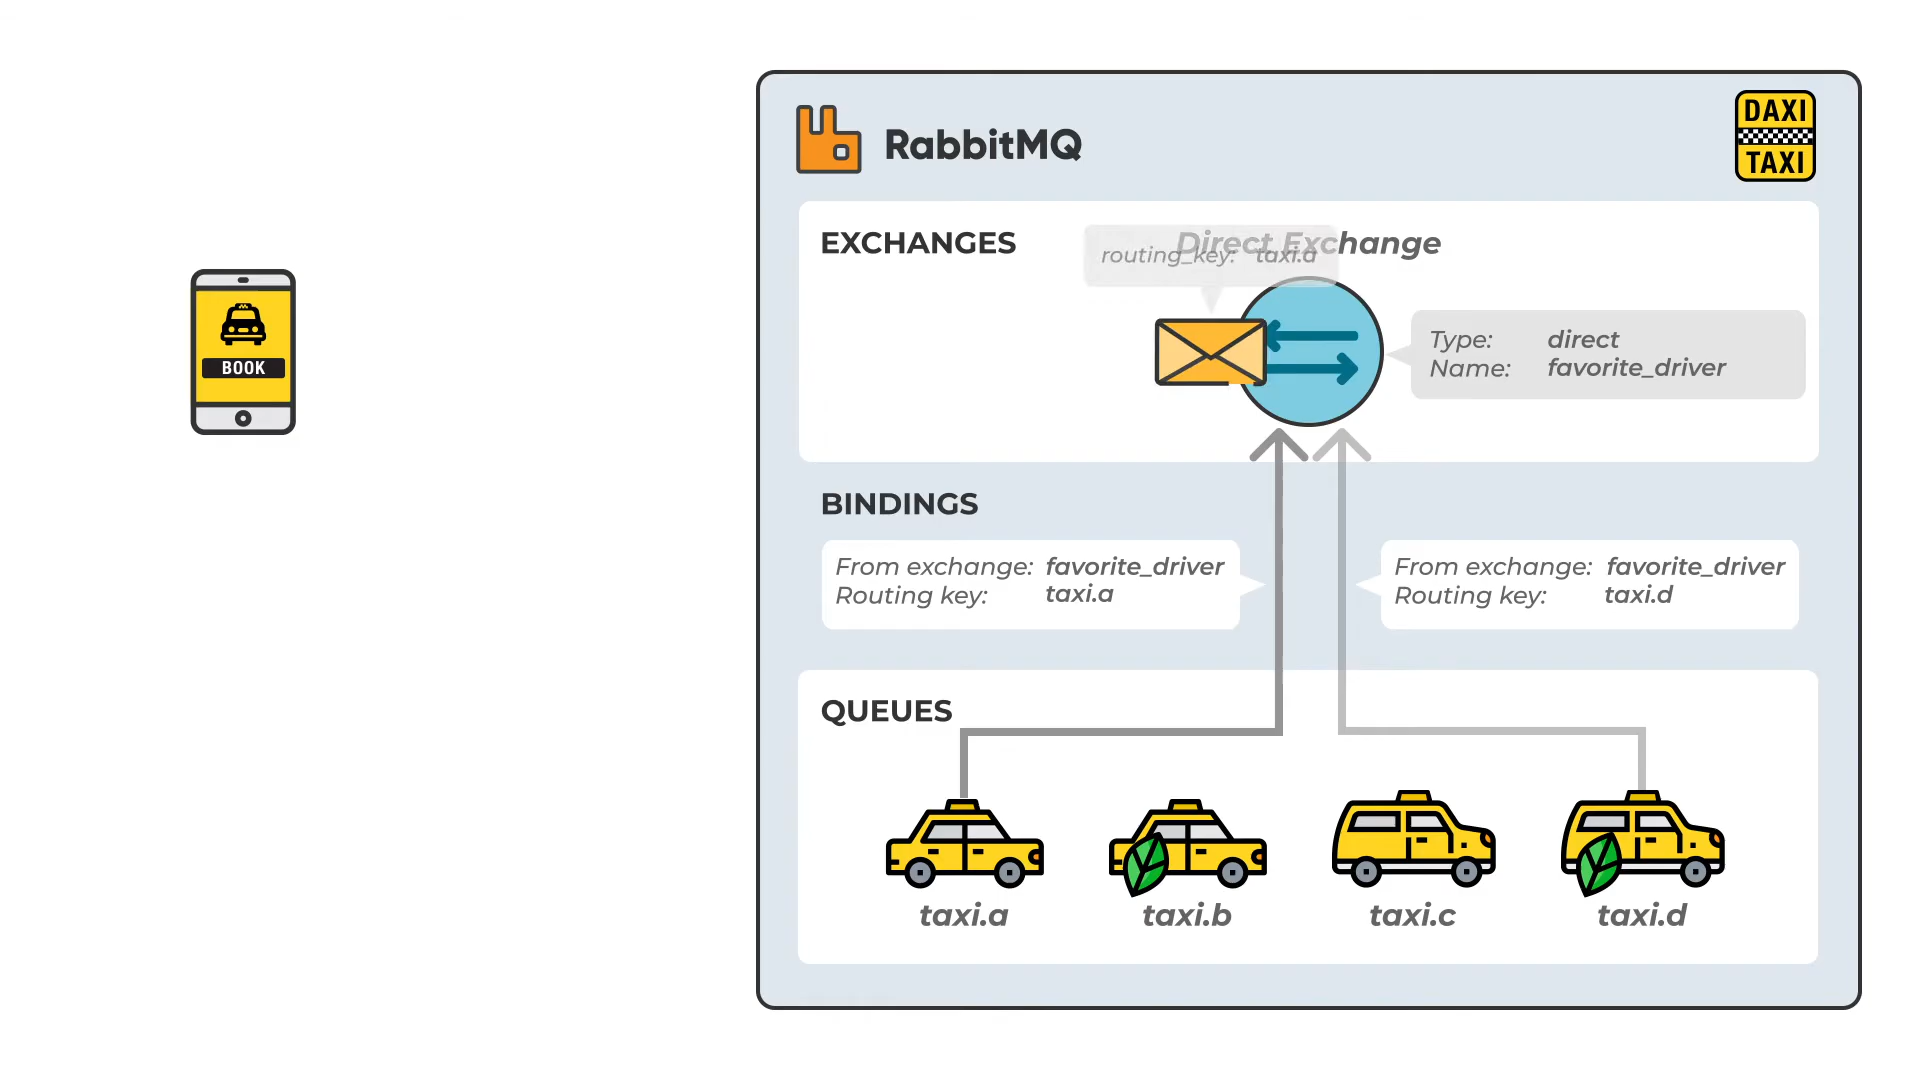 DAXI
TAXI
RabbitMQ
EXCHANGES
Direct Exchange
routing_key: taxi.a
BOOK
Type: direct
Name: favorite_driver
BINDINGS
From exchange: favorite_driver
Routing key: taxi.a
From exchange: favorite_driver
Routing key: taxi.d
QUEUES
taxi.a
taxi.b
taxi.c
taxi.d